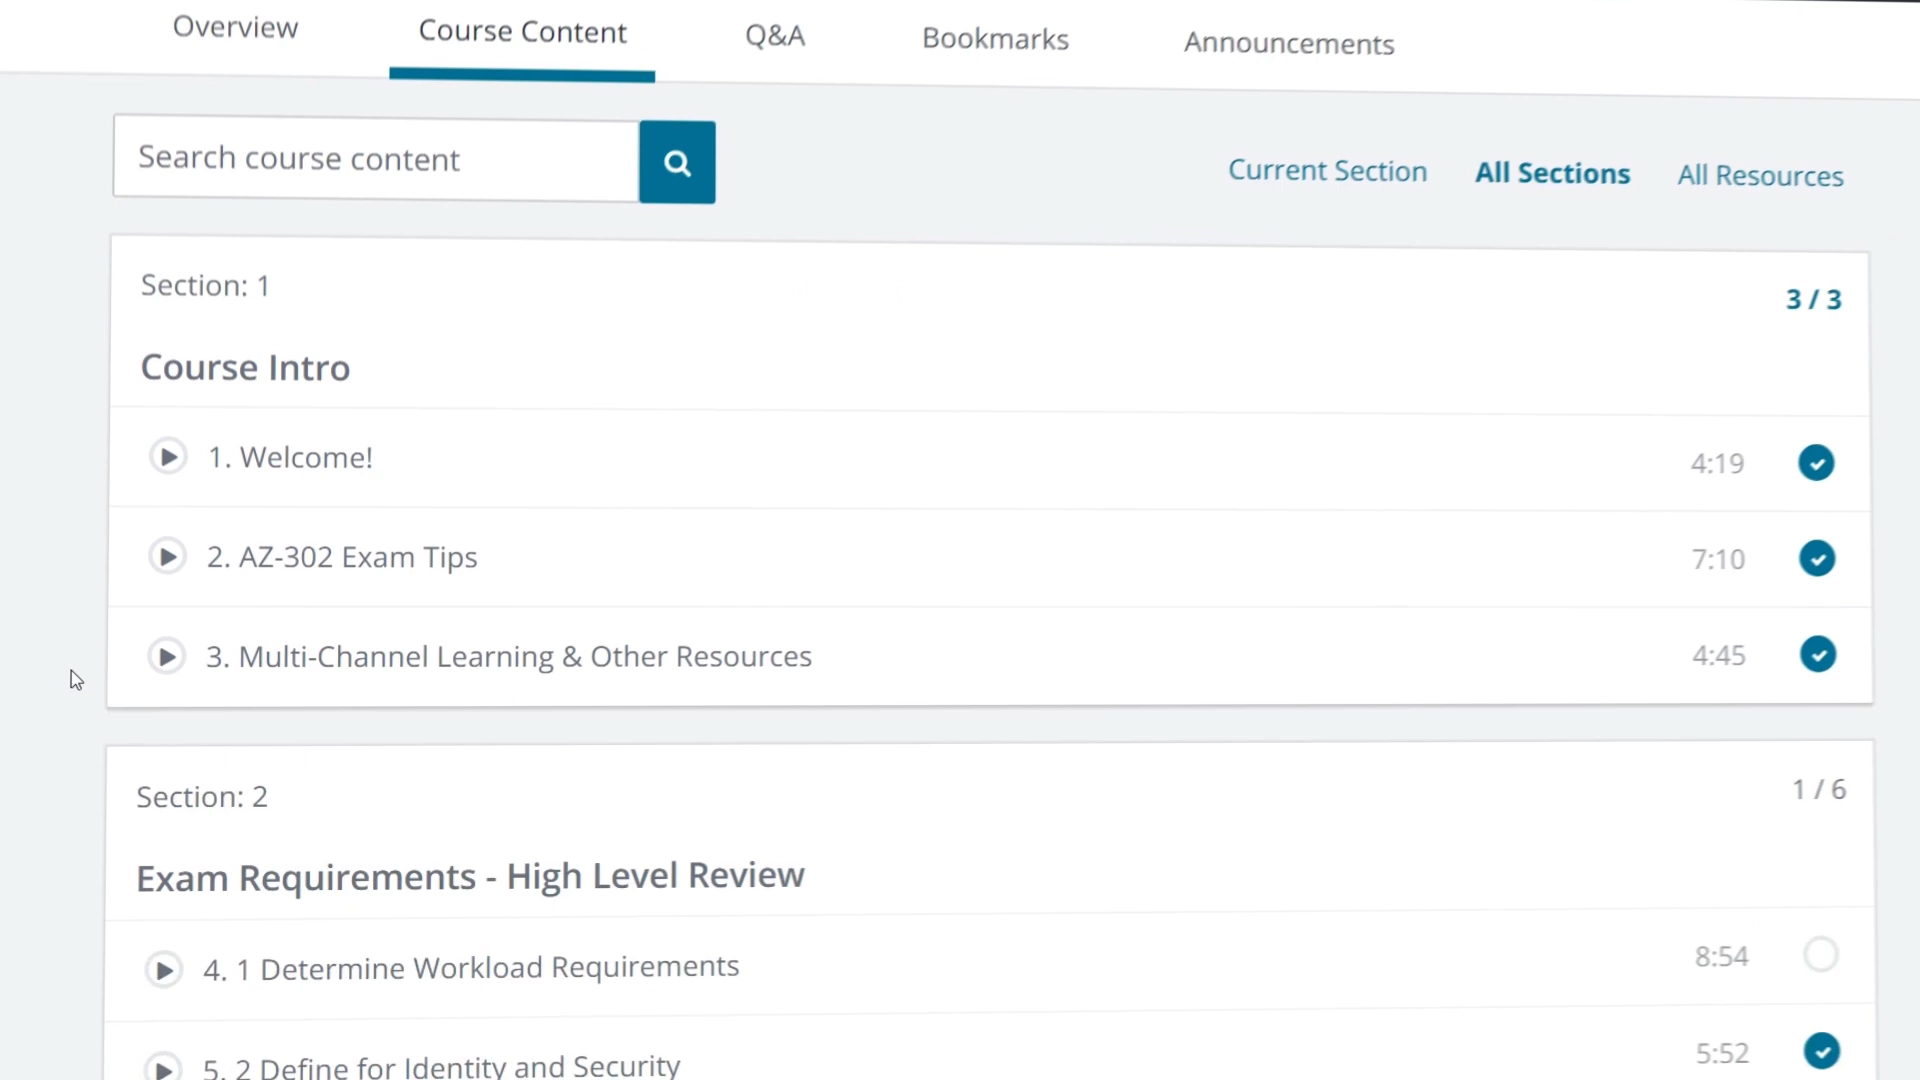 Overview Course Content Q&A Bookmarks Announcements
Search course content Current Section All Sections All Resources
Section: 1 3 / 3
Course Intro
1. Welcome! 4:19
2. AZ-302 Exam Tips 7:10
3. Multi-Channel Learning & Other Resources 4:45
Section: 2 1 / 6
Exam Requirements - High Level Review
4. 1 Determine Workload Requirements 8:54
5. 2 Define for Identity and Security 5:52